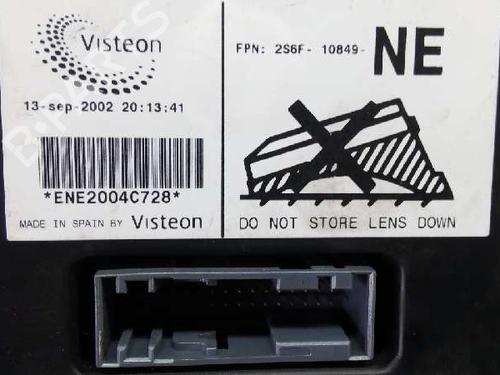 Visteon
FPN: 2S6F- 10849- NE
13-sep-2002 20:13:41
*ENE2004C728*
MADE IN SPAIN BY Visteon
DO NOT STORE LENS DOWN
B-PARTS